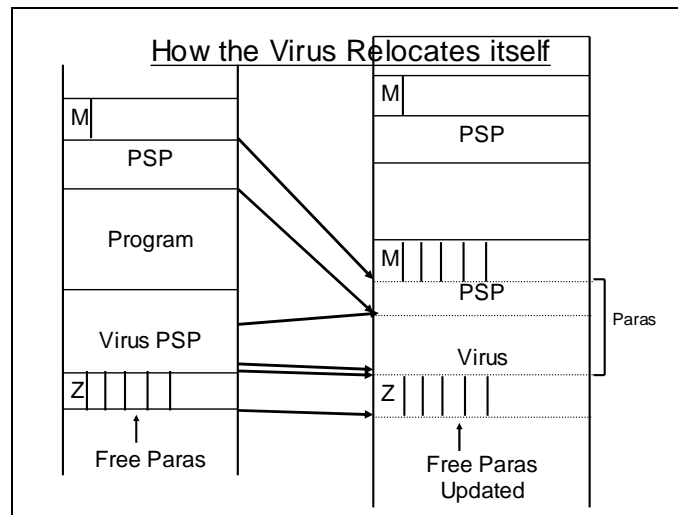 How the Virus Relocates itself
M
PSP
Program
Virus PSP
Z
Free Paras
M
PSP
M
PSP
Paras
Virus
Z
Free Paras
Updated